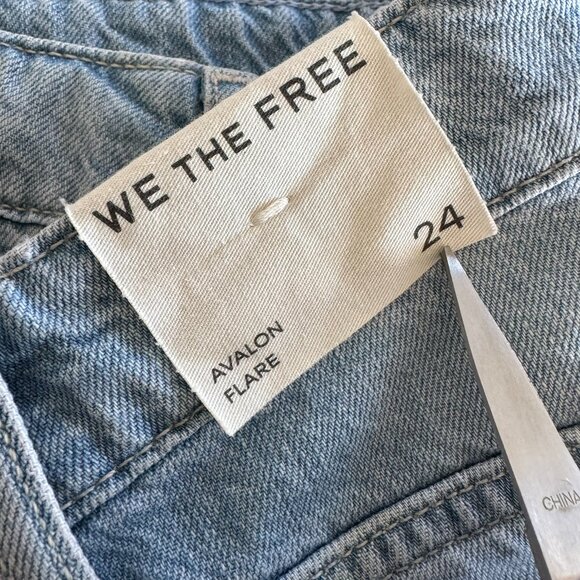 WE THE FREE
24
AVALON
FLARE
CHINA